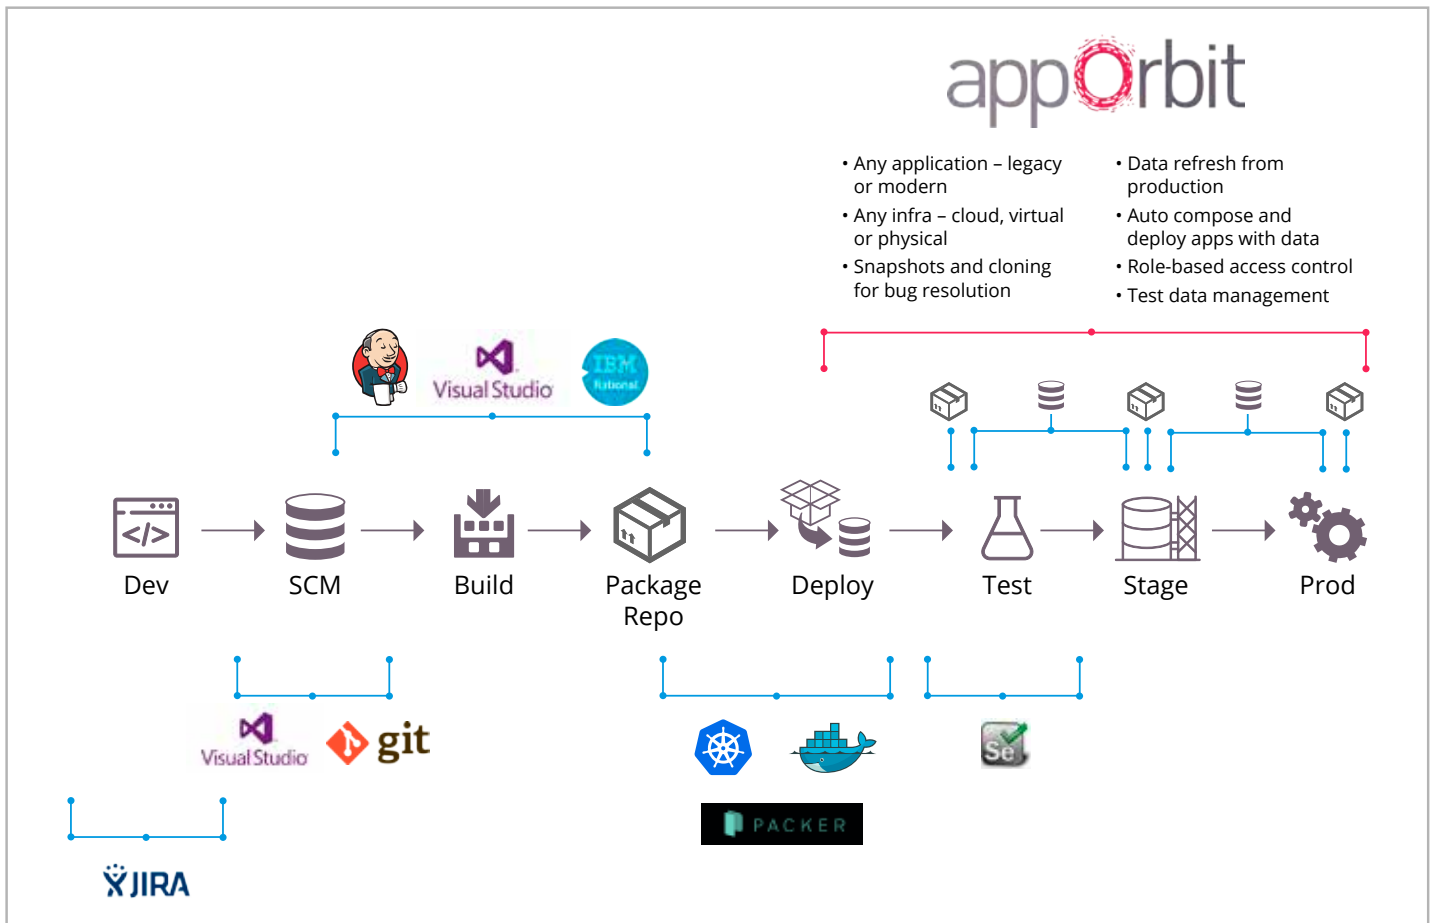 appOrbit
• Any application – legacy
or modern
• Any infra – cloud, virtual
or physical
• Snapshots and cloning
for bug resolution
• Data refresh from
production
• Auto compose and
deploy apps with data
• Role-based access control
• Test data management
Visual Studio
IBM
Rational
</>
Dev
SCM
Build
Package
Repo
Deploy
Test
Stage
Prod
Visual Studio
git
Se
PACKER
JIRA